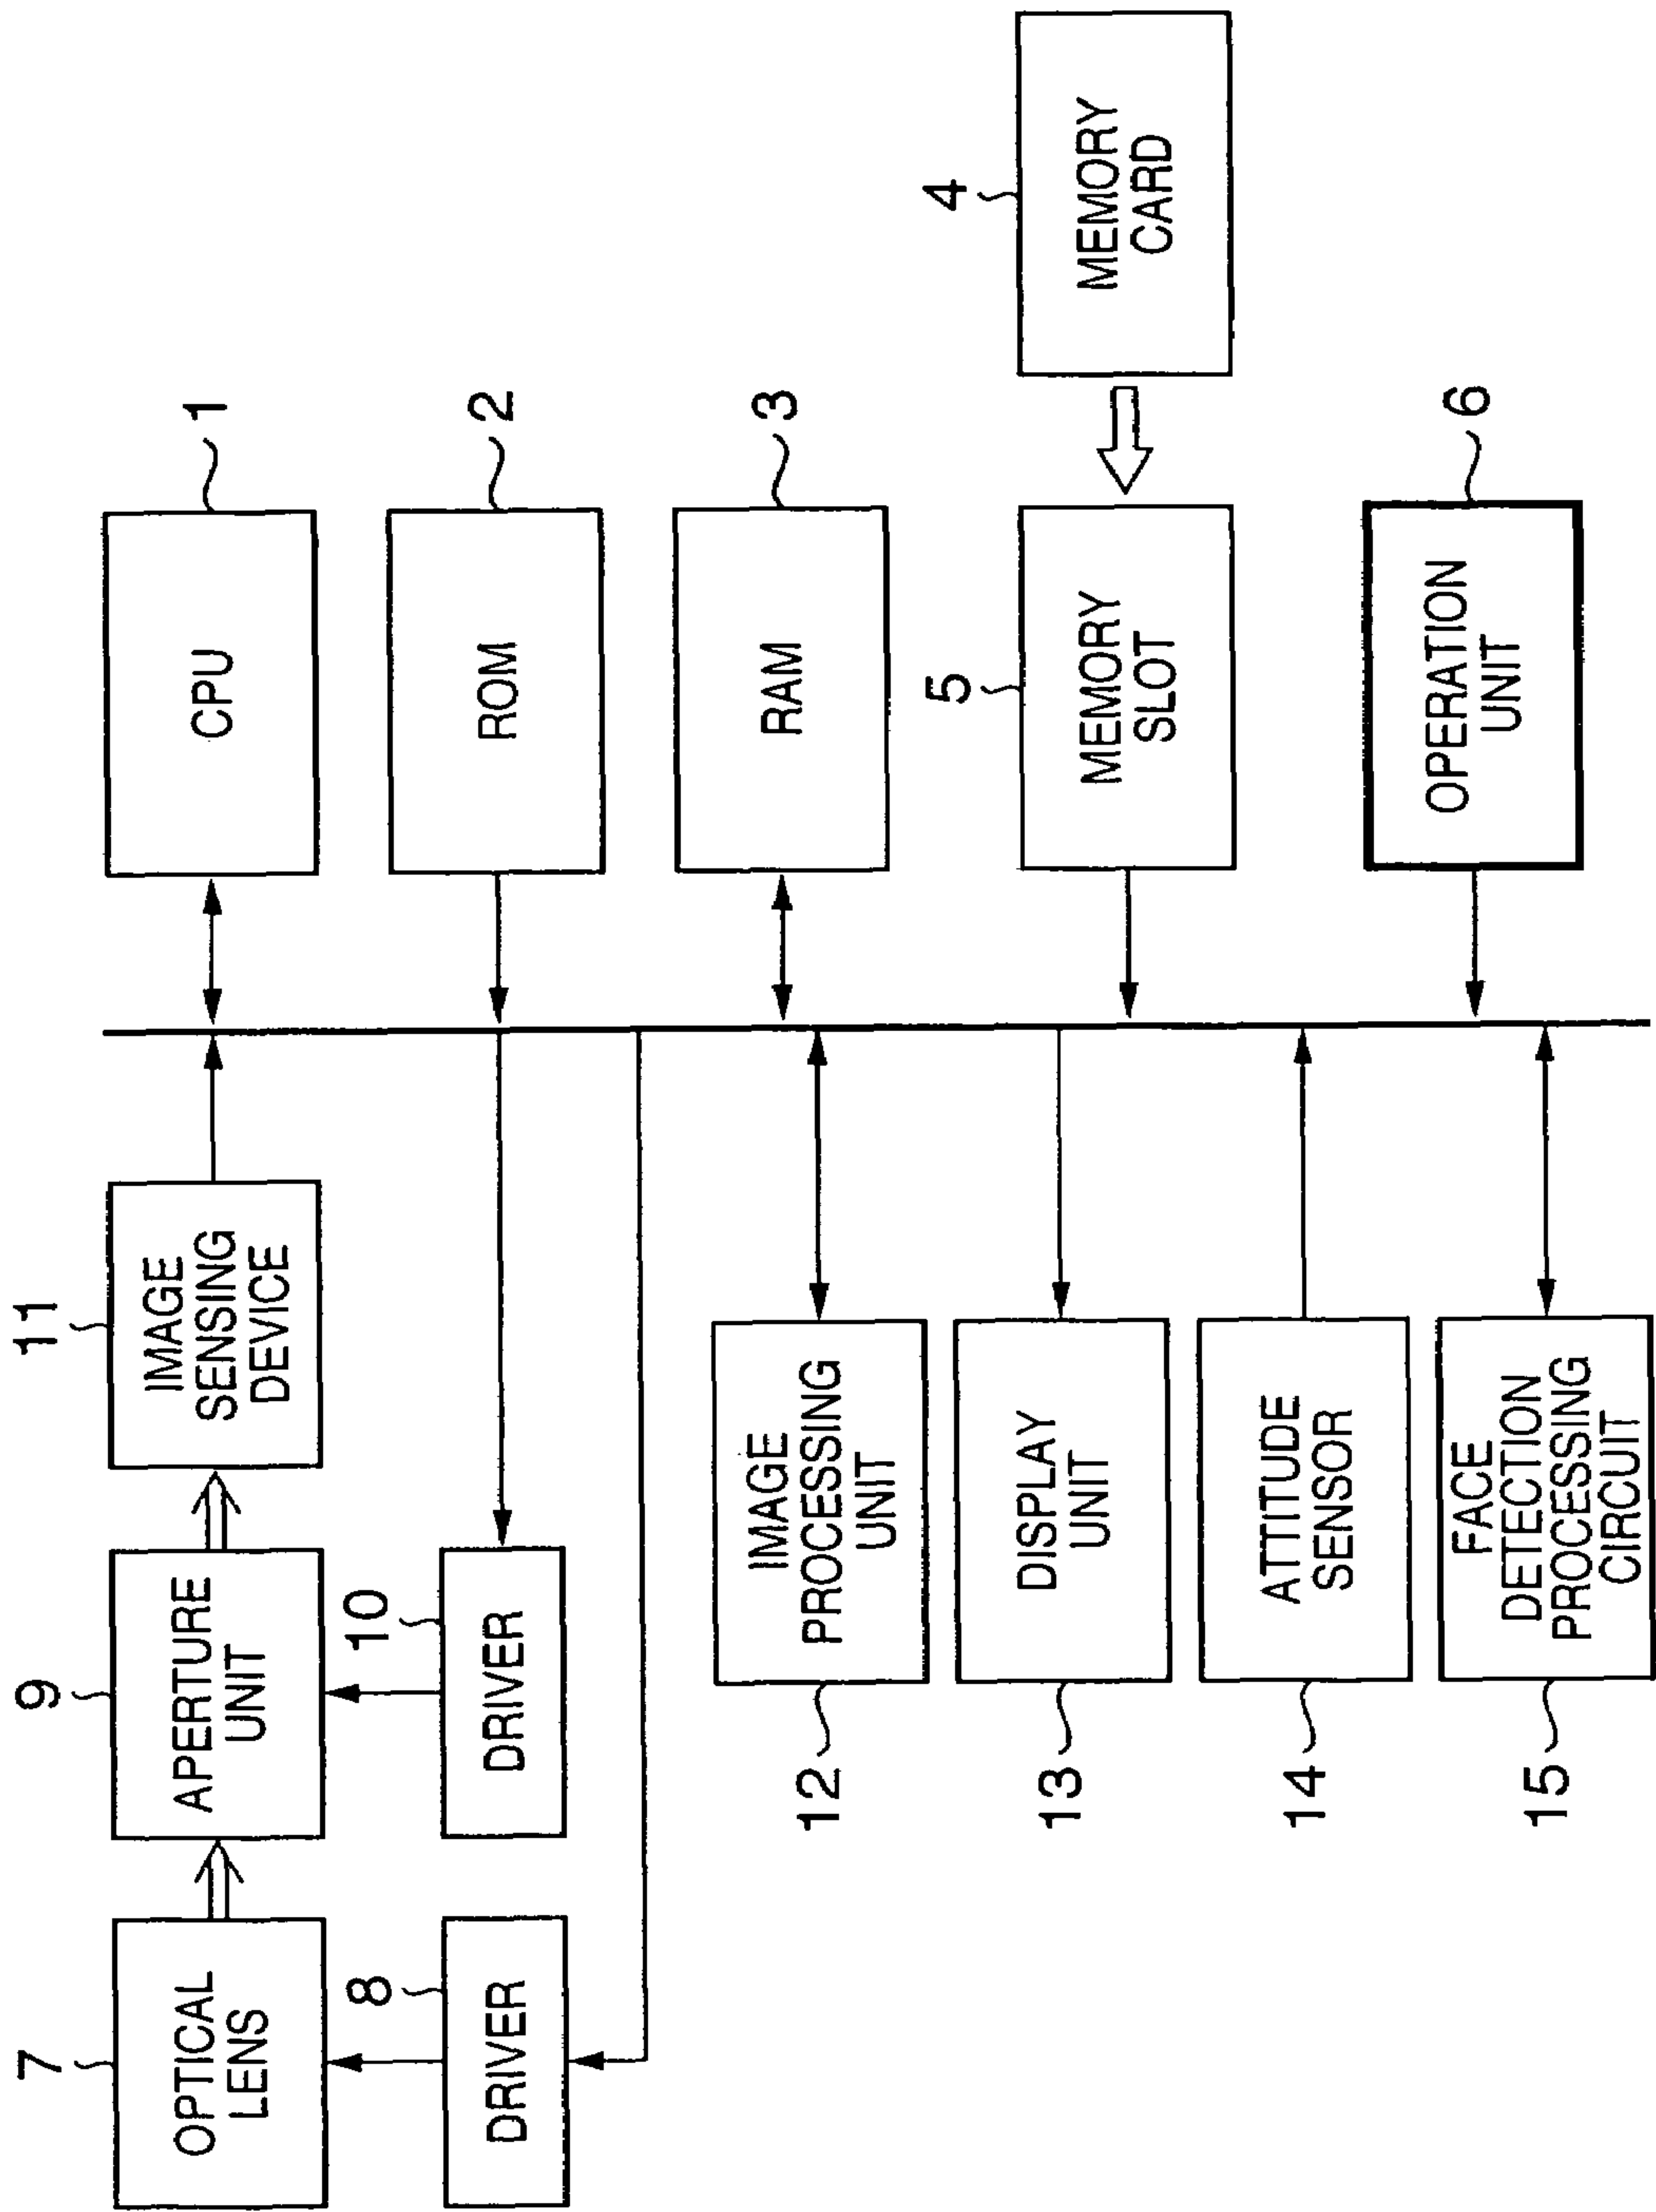 7
OPTICAL
LENS
9
APERTURE
UNIT
11
IMAGE
SENSING
DEVICE
1
CPU
8
DRIVER
10
DRIVER
2
ROM
3
RAM
12
IMAGE
PROCESSING
UNIT
13
DISPLAY
UNIT
5
MEMORY
SLOT
4
MEMORY
CARD
14
ATTITUDE
SENSOR
15
FACE
DETECTION
PROCESSING
CIRCUIT
6
OPERATION
UNIT